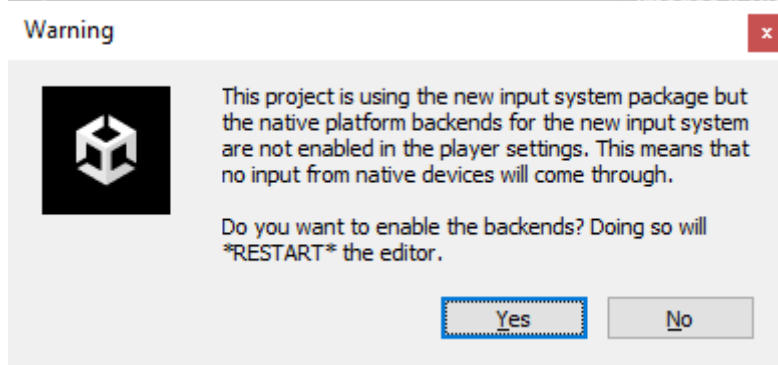 Warning
x
This project is using the new input system package but
the native platform backends for the new input system
are not enabled in the player settings. This means that
no input from native devices will come through.
Do you want to enable the backends? Doing so will
*RESTART* the editor.
Yes
No